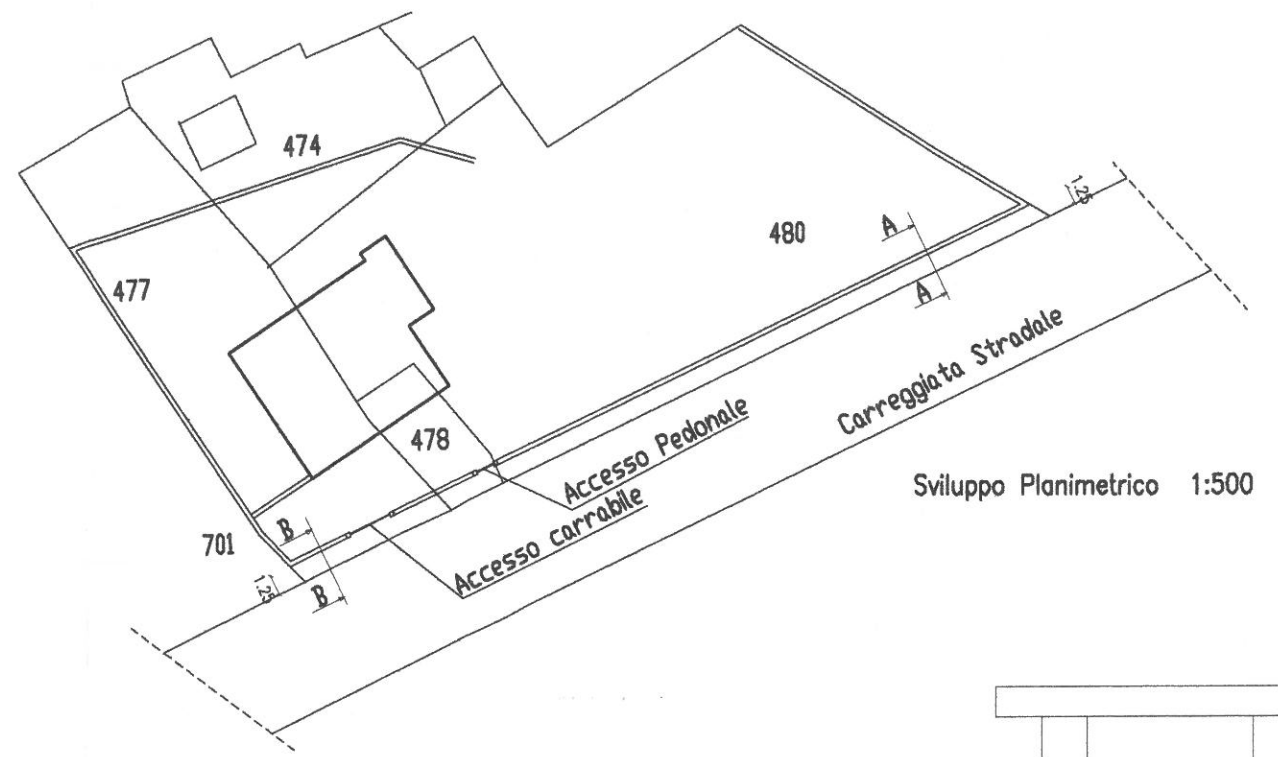 474
480
1.25
A
A
477
Carreggiata Stradale
478
Accesso Pedonale
Sviluppo Planimetrico 1:500
Accesso carrabile
701
B
B
1.25